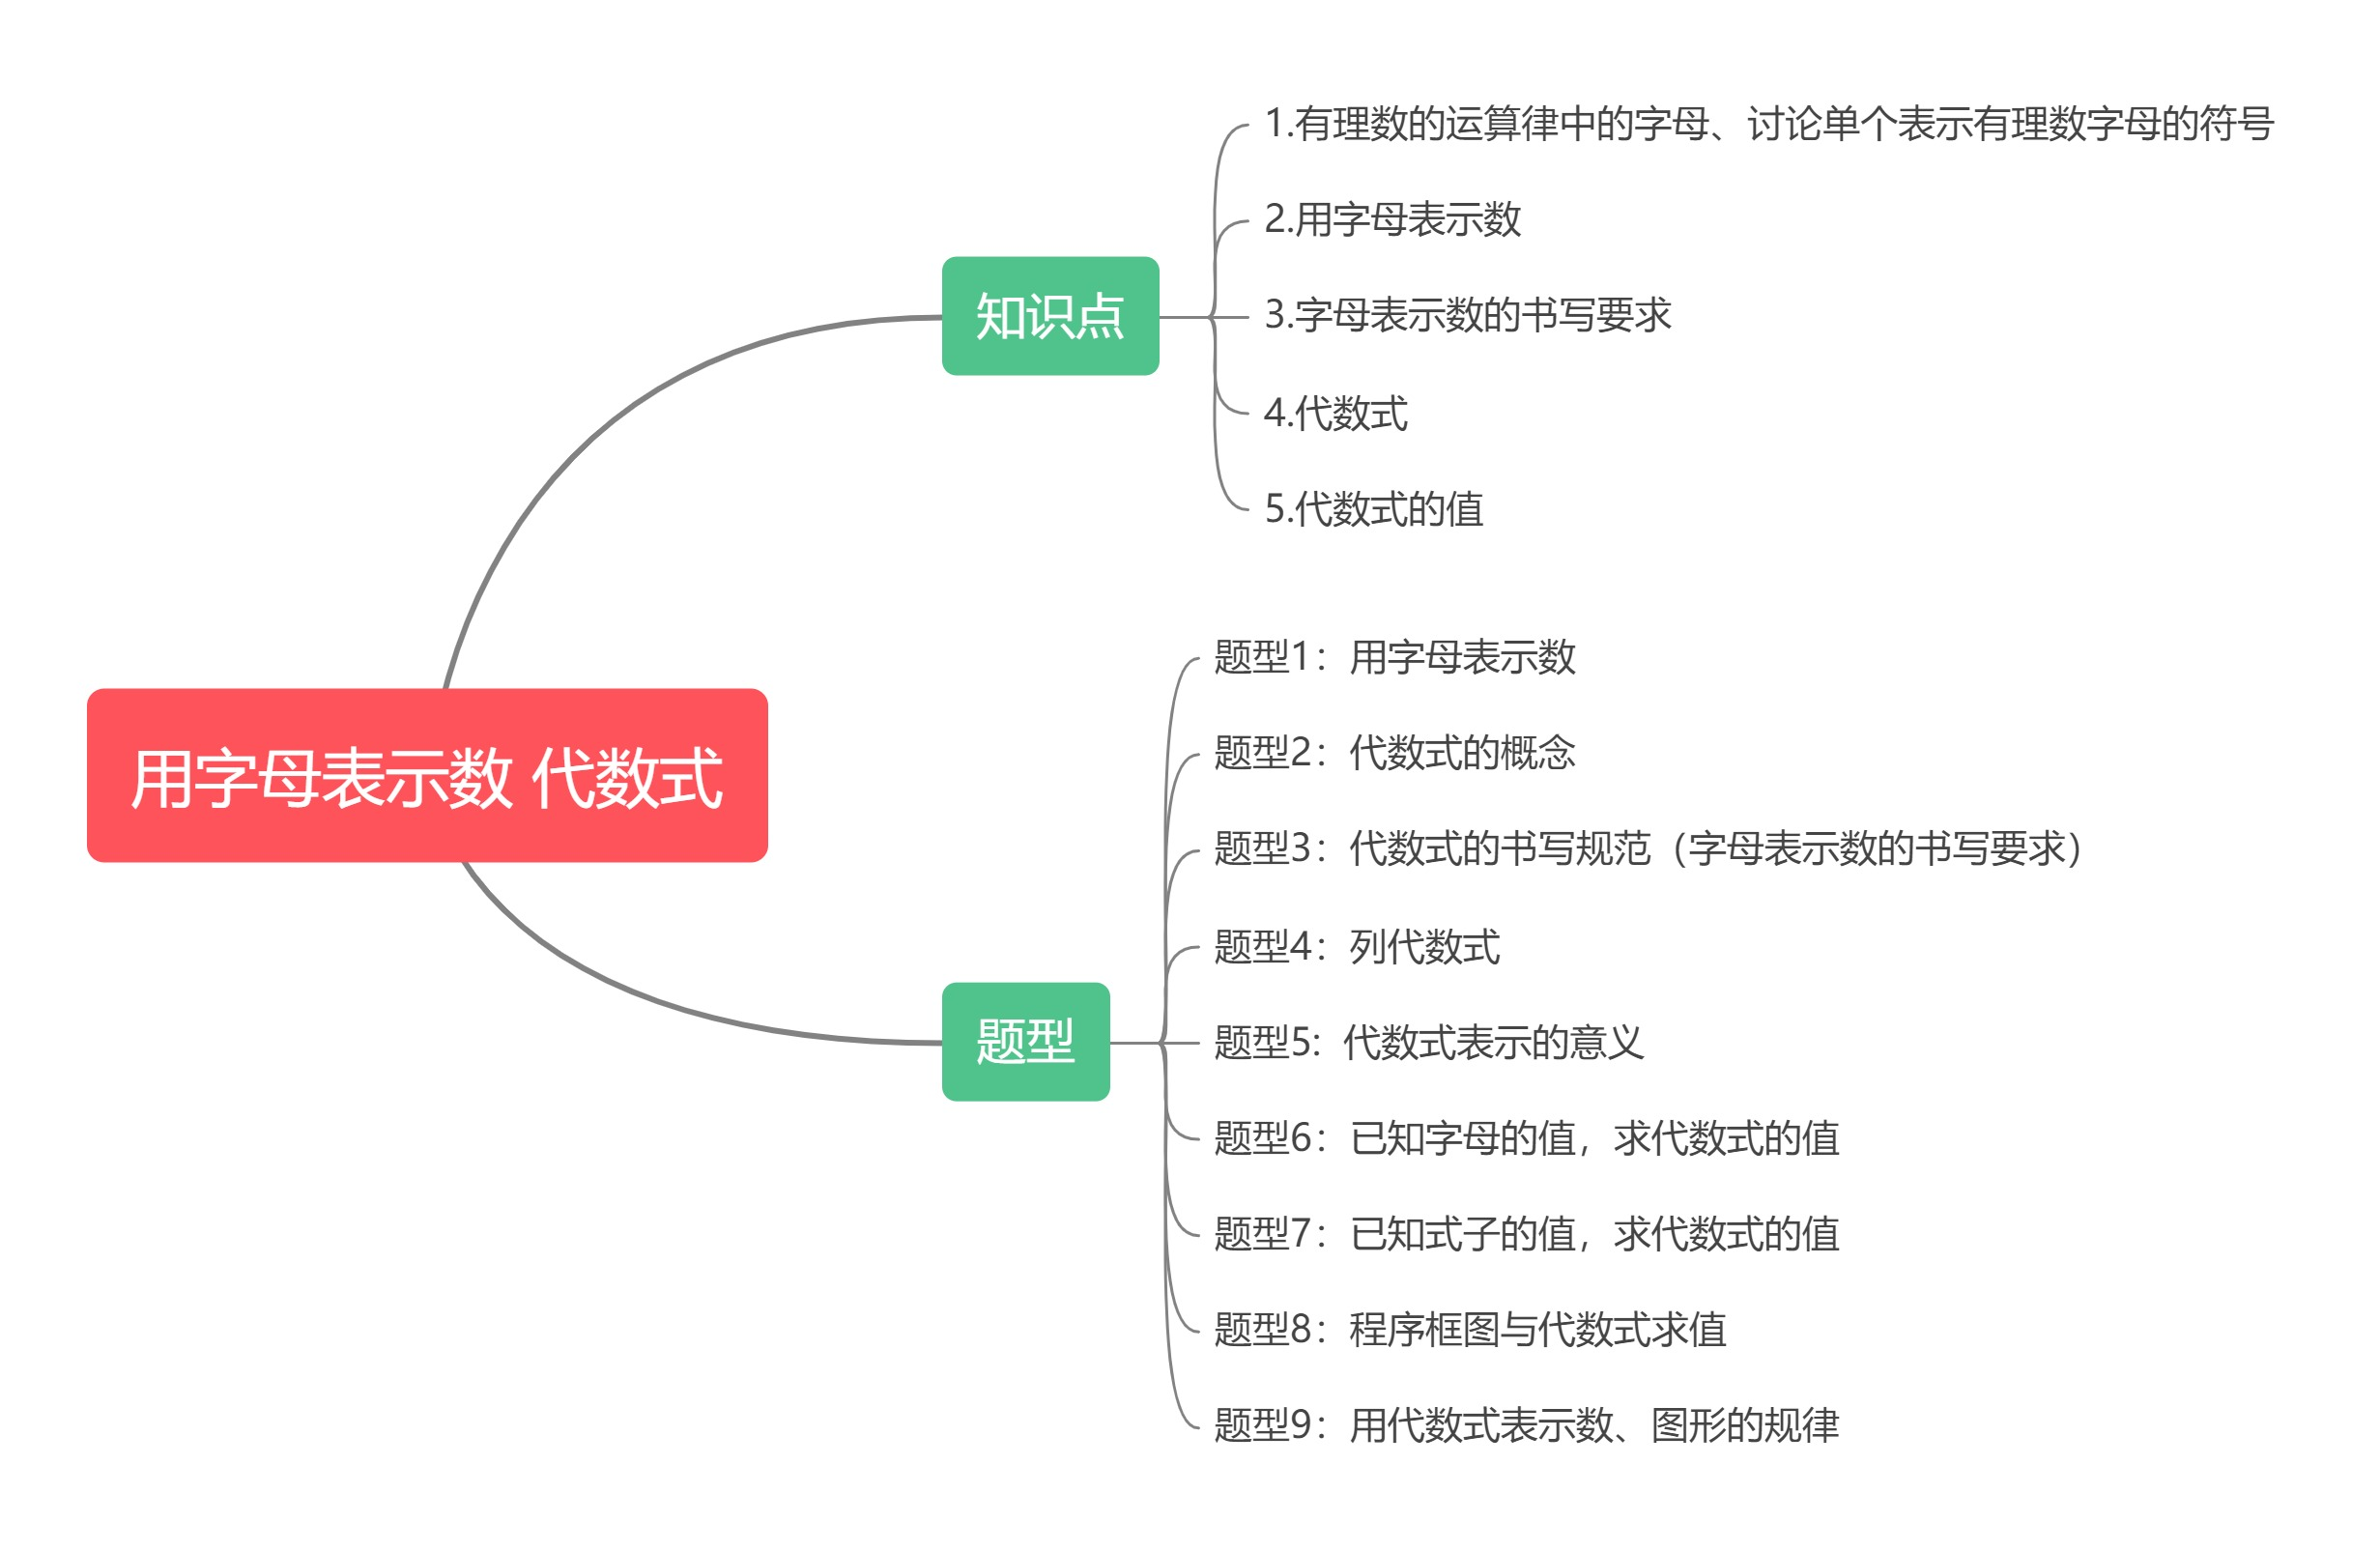 1.有理数的运算律中的字母、讨论单个表示有理数字母的符号
2.用字母表示数
知识点
3.字母表示数的书写要求
4.代数式
5.代数式的值
用字母表示数 代数式
题型1：用字母表示数
题型2：代数式的概念
题型3：代数式的书写规范（字母表示数的书写要求）
题型4：列代数式
题型
题型5：代数式表示的意义
题型6：已知字母的值，求代数式的值
题型7：已知式子的值，求代数式的值
题型8：程序框图与代数式求值
题型9：用代数式表示数、图形的规律